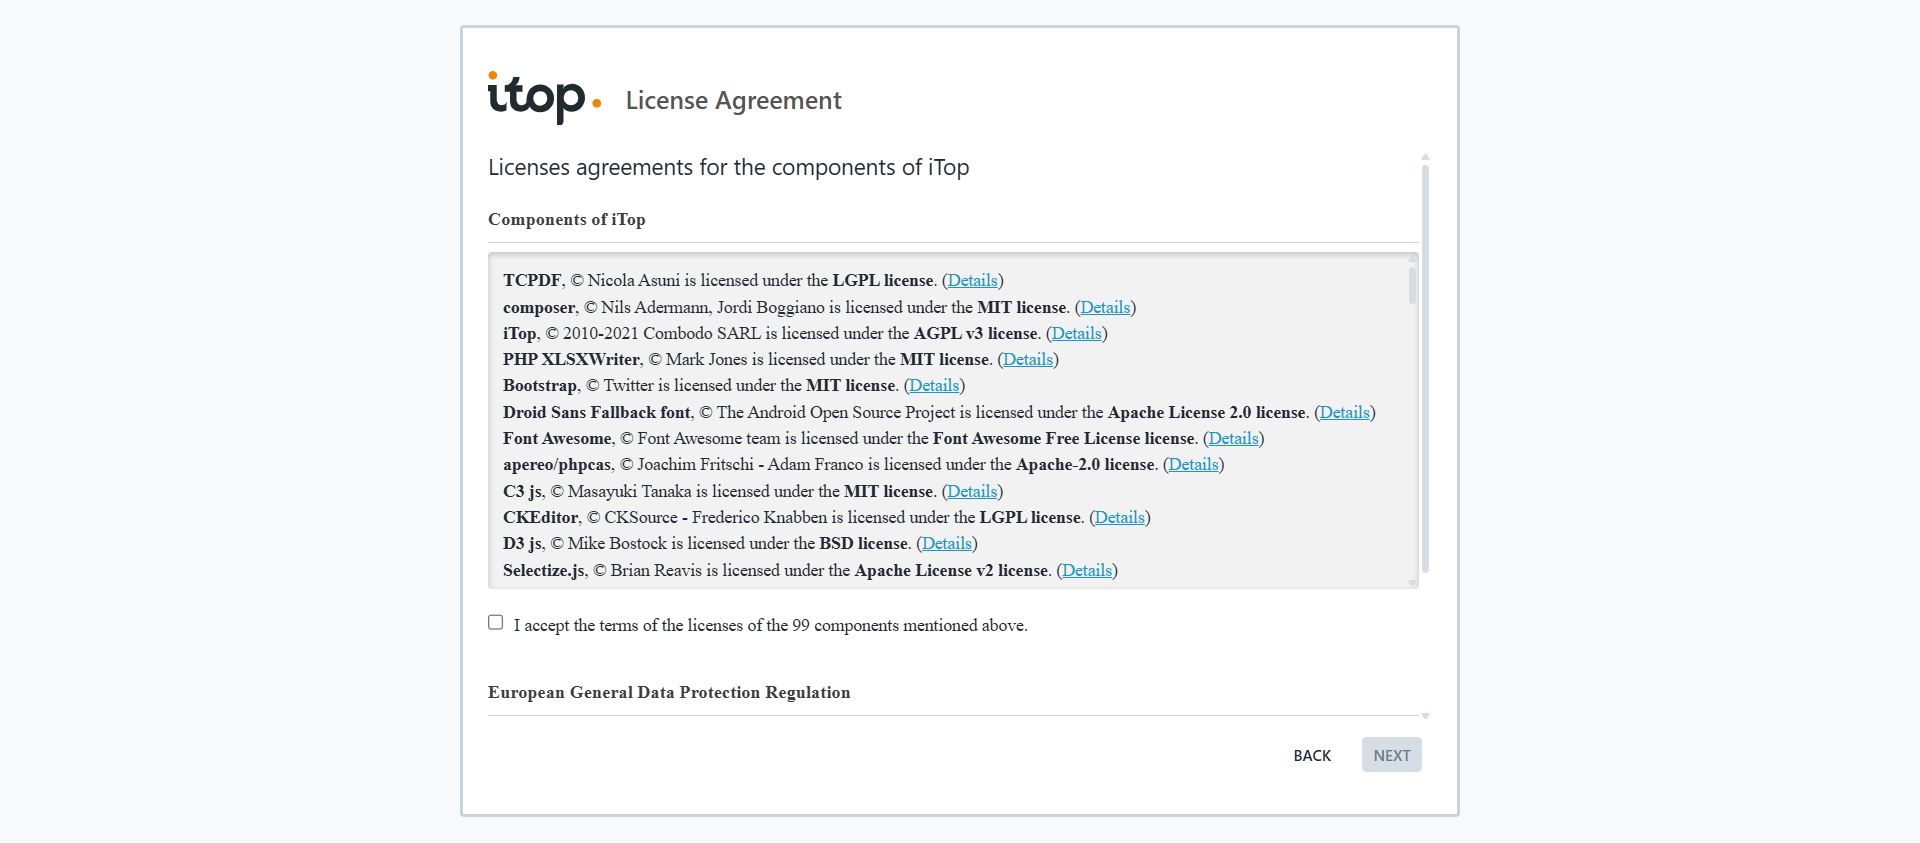 itop
License Agreement
Licenses agreements for the components of iTop
Components of iTop
TCPDF, © Nicola Asuni is licensed under the LGPL license. (Details)
composer, © Nils Adermann, Jordi Boggiano is licensed under the MIT license. (Details)
iTop, © 2010-2021 Combodo SARL is licensed under the AGPL v3 license. (Details)
PHP XLSXWriter, © Mark Jones is licensed under the MIT license. (Details)
Bootstrap, © Twitter is licensed under the MIT license. (Details)
Droid Sans Fallback font, © The Android Open Source Project is licensed under the Apache License 2.0 license. (Details)
Font Awesome, © Font Awesome team is licensed under the Font Awesome Free License license. (Details)
apereo/phpcas, © Joachim Fritschi - Adam Franco is licensed under the Apache-2.0 license. (Details)
C3 js, © Masayuki Tanaka is licensed under the MIT license. (Details)
CKEditor, © CKSource - Frederico Knabben is licensed under the LGPL license. (Details)
D3 js, © Mike Bostock is licensed under the BSD license. (Details)
Selectize.js, © Brian Reavis is licensed under the Apache License v2 license. (Details)
I accept the terms of the licenses of the 99 components mentioned above.
European General Data Protection Regulation
BACK NEXT